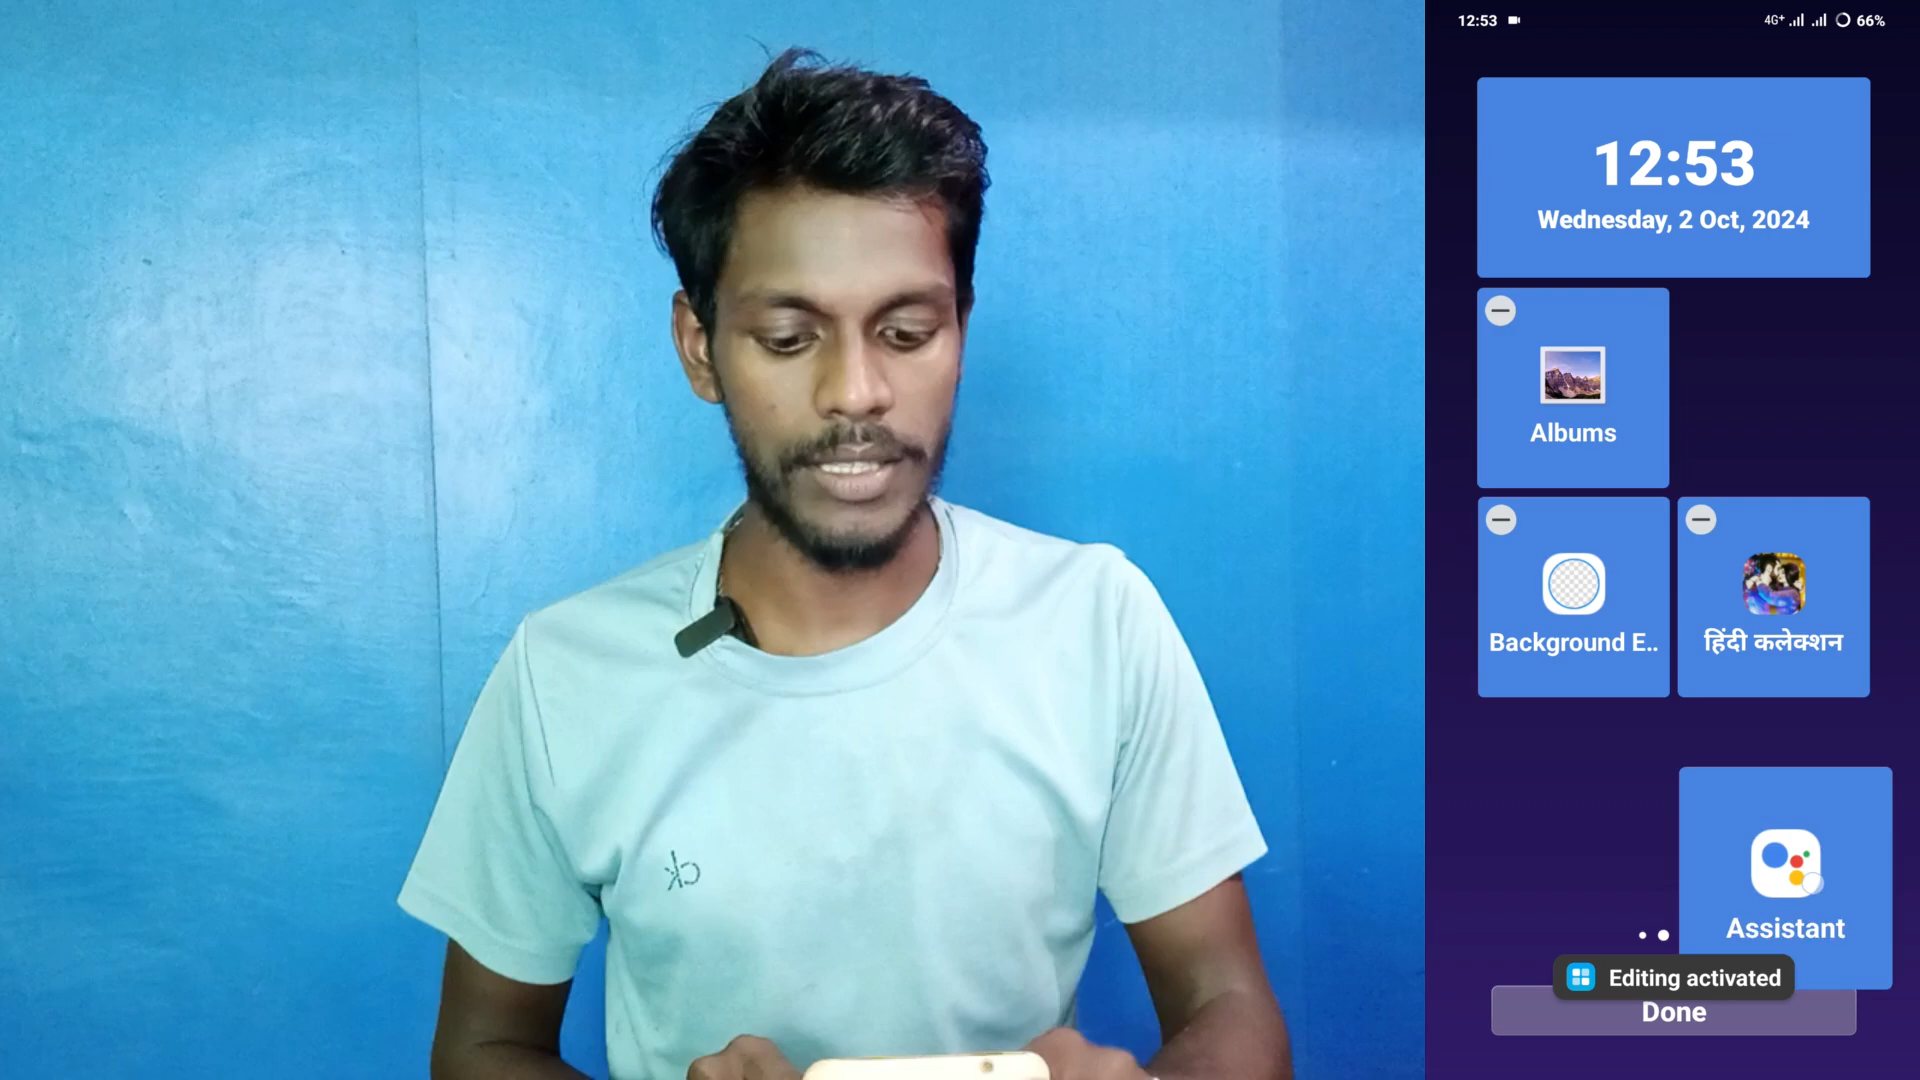 12:53
4G+
66%
12:53
Wednesday, 2 Oct, 2024
Albums
Background E..
हिंदी कलेक्शन
Assistant
Editing activated
Done